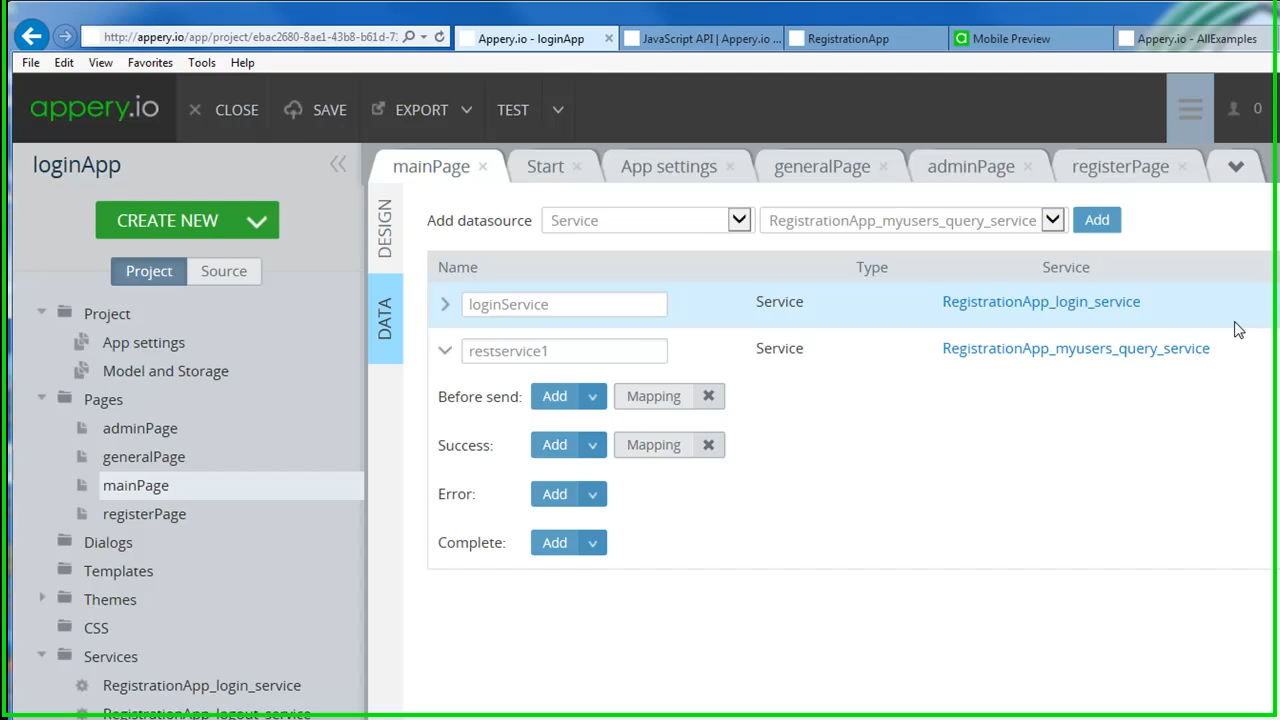 http://appery.io/app/project/ebac2680-8ae1-43b8-b61d-7
Appery.io - loginApp
JavaScript API | Appery.io ...
RegistrationApp
Mobile Preview
Appery.io - AllExamples
File Edit View Favorites Tools Help
appery.io
CLOSE SAVE EXPORT TEST 0
loginApp
mainPage Start App settings generalPage adminPage registerPage
CREATE NEW
Project Source
Project
App settings
Model and Storage
Pages
adminPage
generalPage
mainPage
registerPage
Dialogs
Templates
Themes
CSS
Services
RegistrationApp_login_service
RegistrationApp_logout_service
DESIGN
DATA
Add datasource Service RegistrationApp_myusers_query_service Add
Name Type Service
loginService Service RegistrationApp_login_service
restservice1 Service RegistrationApp_myusers_query_service
Before send: Add Mapping
Success: Add Mapping
Error: Add
Complete: Add